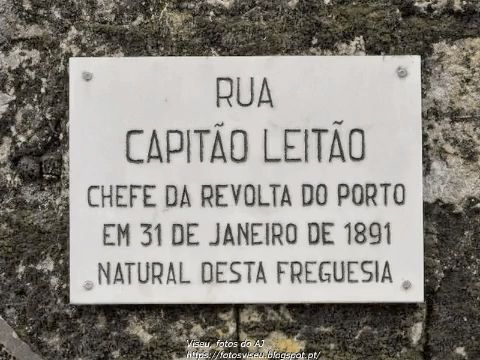 RUA
CAPITÃO LEITÃO
CHEFE DA REVOLTA DO PORTO
EM 31 DE JANEIRO DE 1891
NATURAL DESTA FREGUESIA
Viseu, fotos do AJ
https://fotosviseu.blogspot.pt/